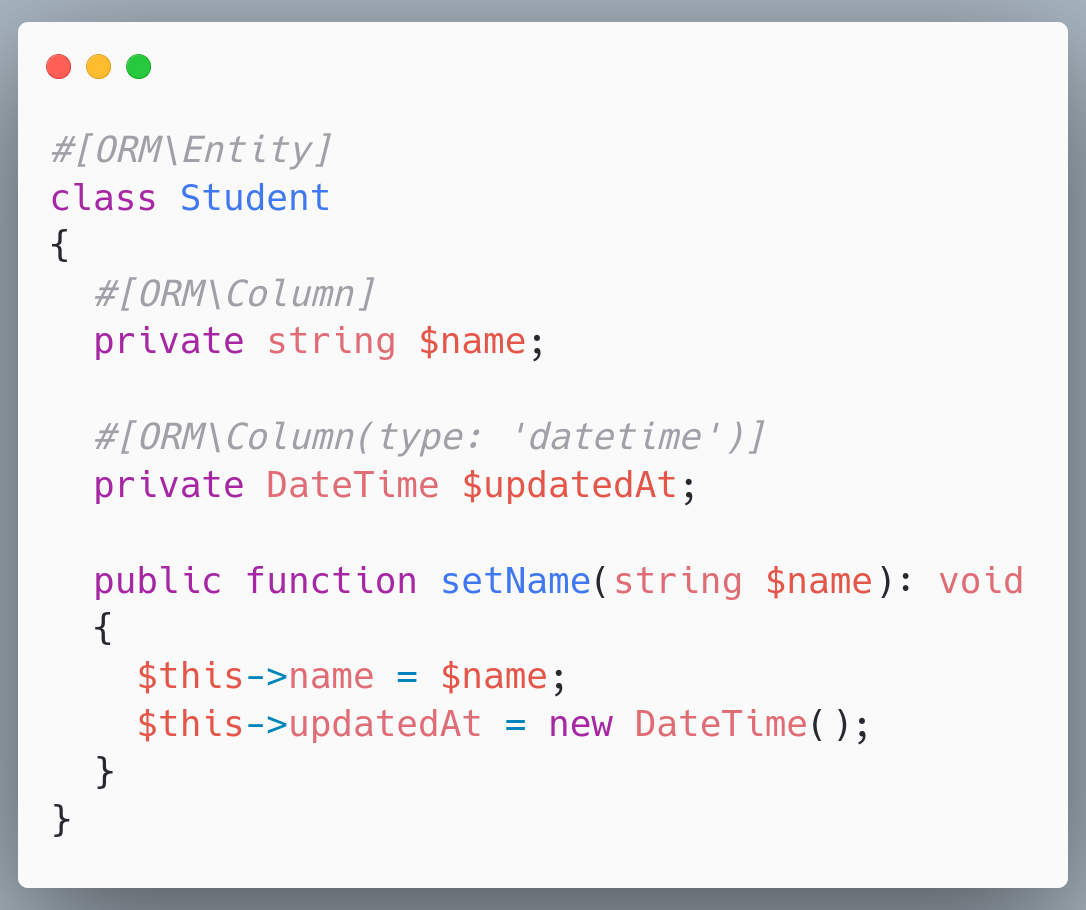 #[ORM\Entity]
class Student
{
  #[ORM\Column]
  private string $name;

  #[ORM\Column(type: 'datetime')]
  private DateTime $updatedAt;

  public function setName(string $name): void
  {
    $this->name = $name;
    $this->updatedAt = new DateTime();
  }
}